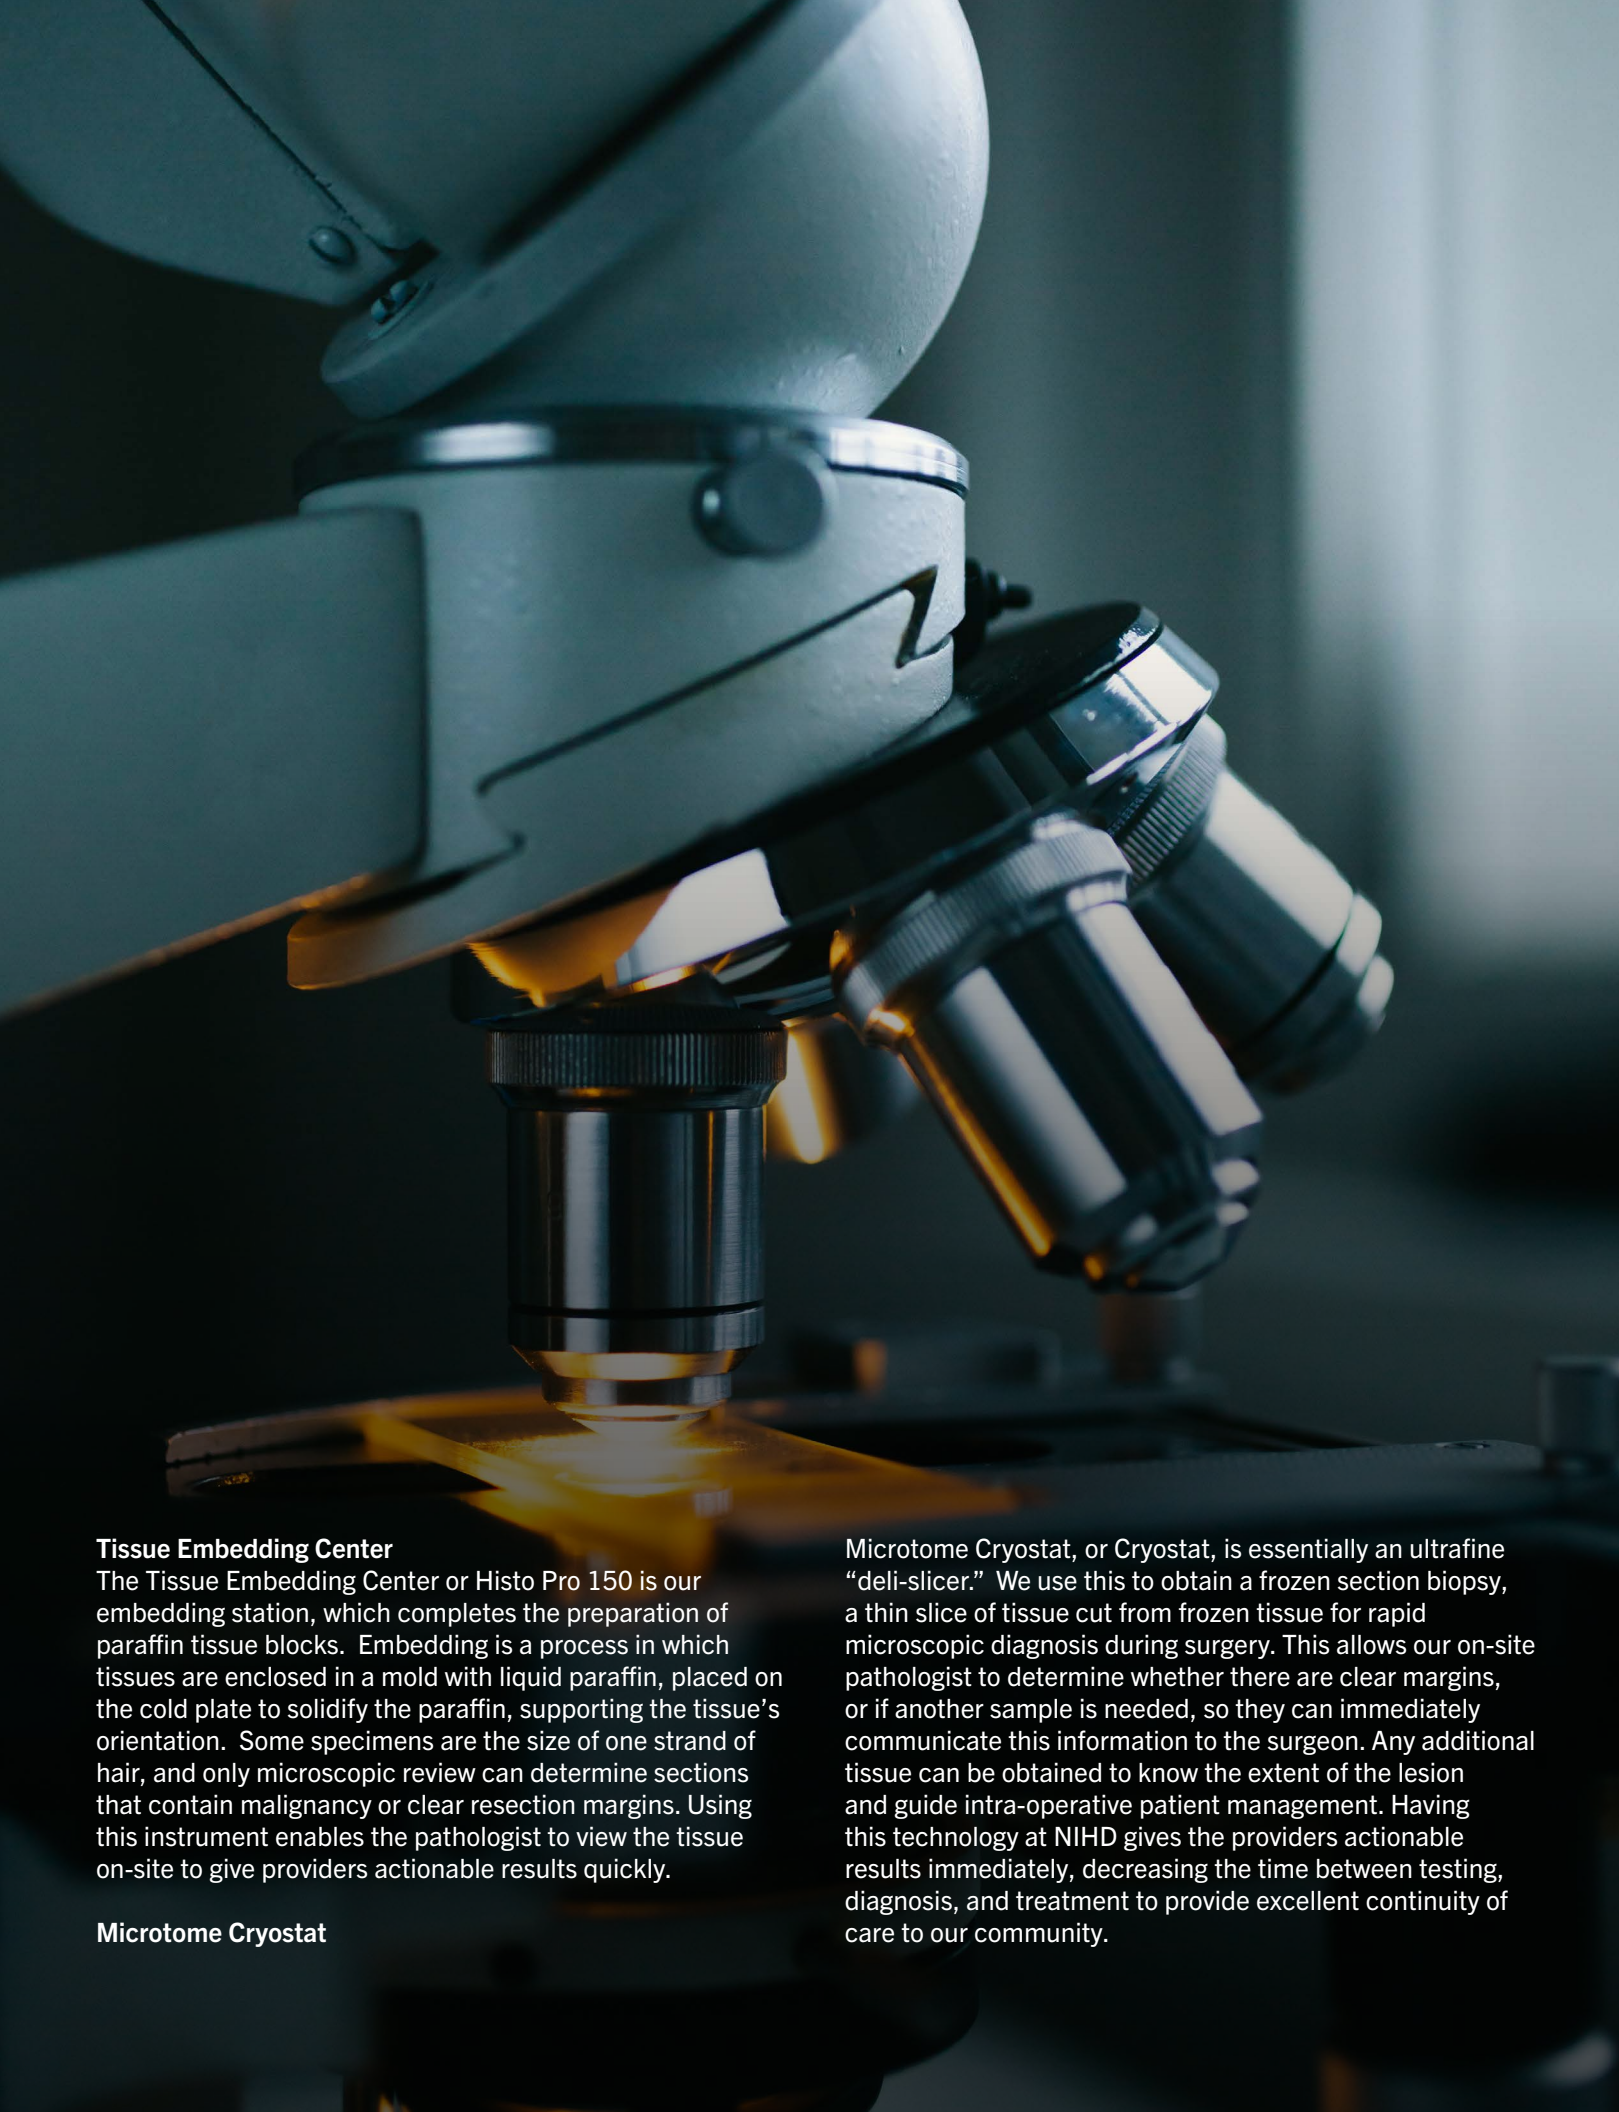 Tissue Embedding Center
The Tissue Embedding Center or Histo Pro 150 is our
embedding station, which completes the preparation of
paraffin tissue blocks.  Embedding is a process in which
tissues are enclosed in a mold with liquid paraffin, placed on
the cold plate to solidify the paraffin, supporting the tissue’s
orientation.  Some specimens are the size of one strand of
hair, and only microscopic review can determine sections
that contain malignancy or clear resection margins. Using
this instrument enables the pathologist to view the tissue
on-site to give providers actionable results quickly.
Microtome Cryostat
Microtome Cryostat, or Cryostat, is essentially an ultrafine
“deli-slicer.”  We use this to obtain a frozen section biopsy,
a thin slice of tissue cut from frozen tissue for rapid
microscopic diagnosis during surgery. This allows our on-site
pathologist to determine whether there are clear margins,
or if another sample is needed, so they can immediately
communicate this information to the surgeon. Any additional
tissue can be obtained to know the extent of the lesion
and guide intra-operative patient management. Having
this technology at NIHD gives the providers actionable
results immediately, decreasing the time between testing,
diagnosis, and treatment to provide excellent continuity of
care to our community.